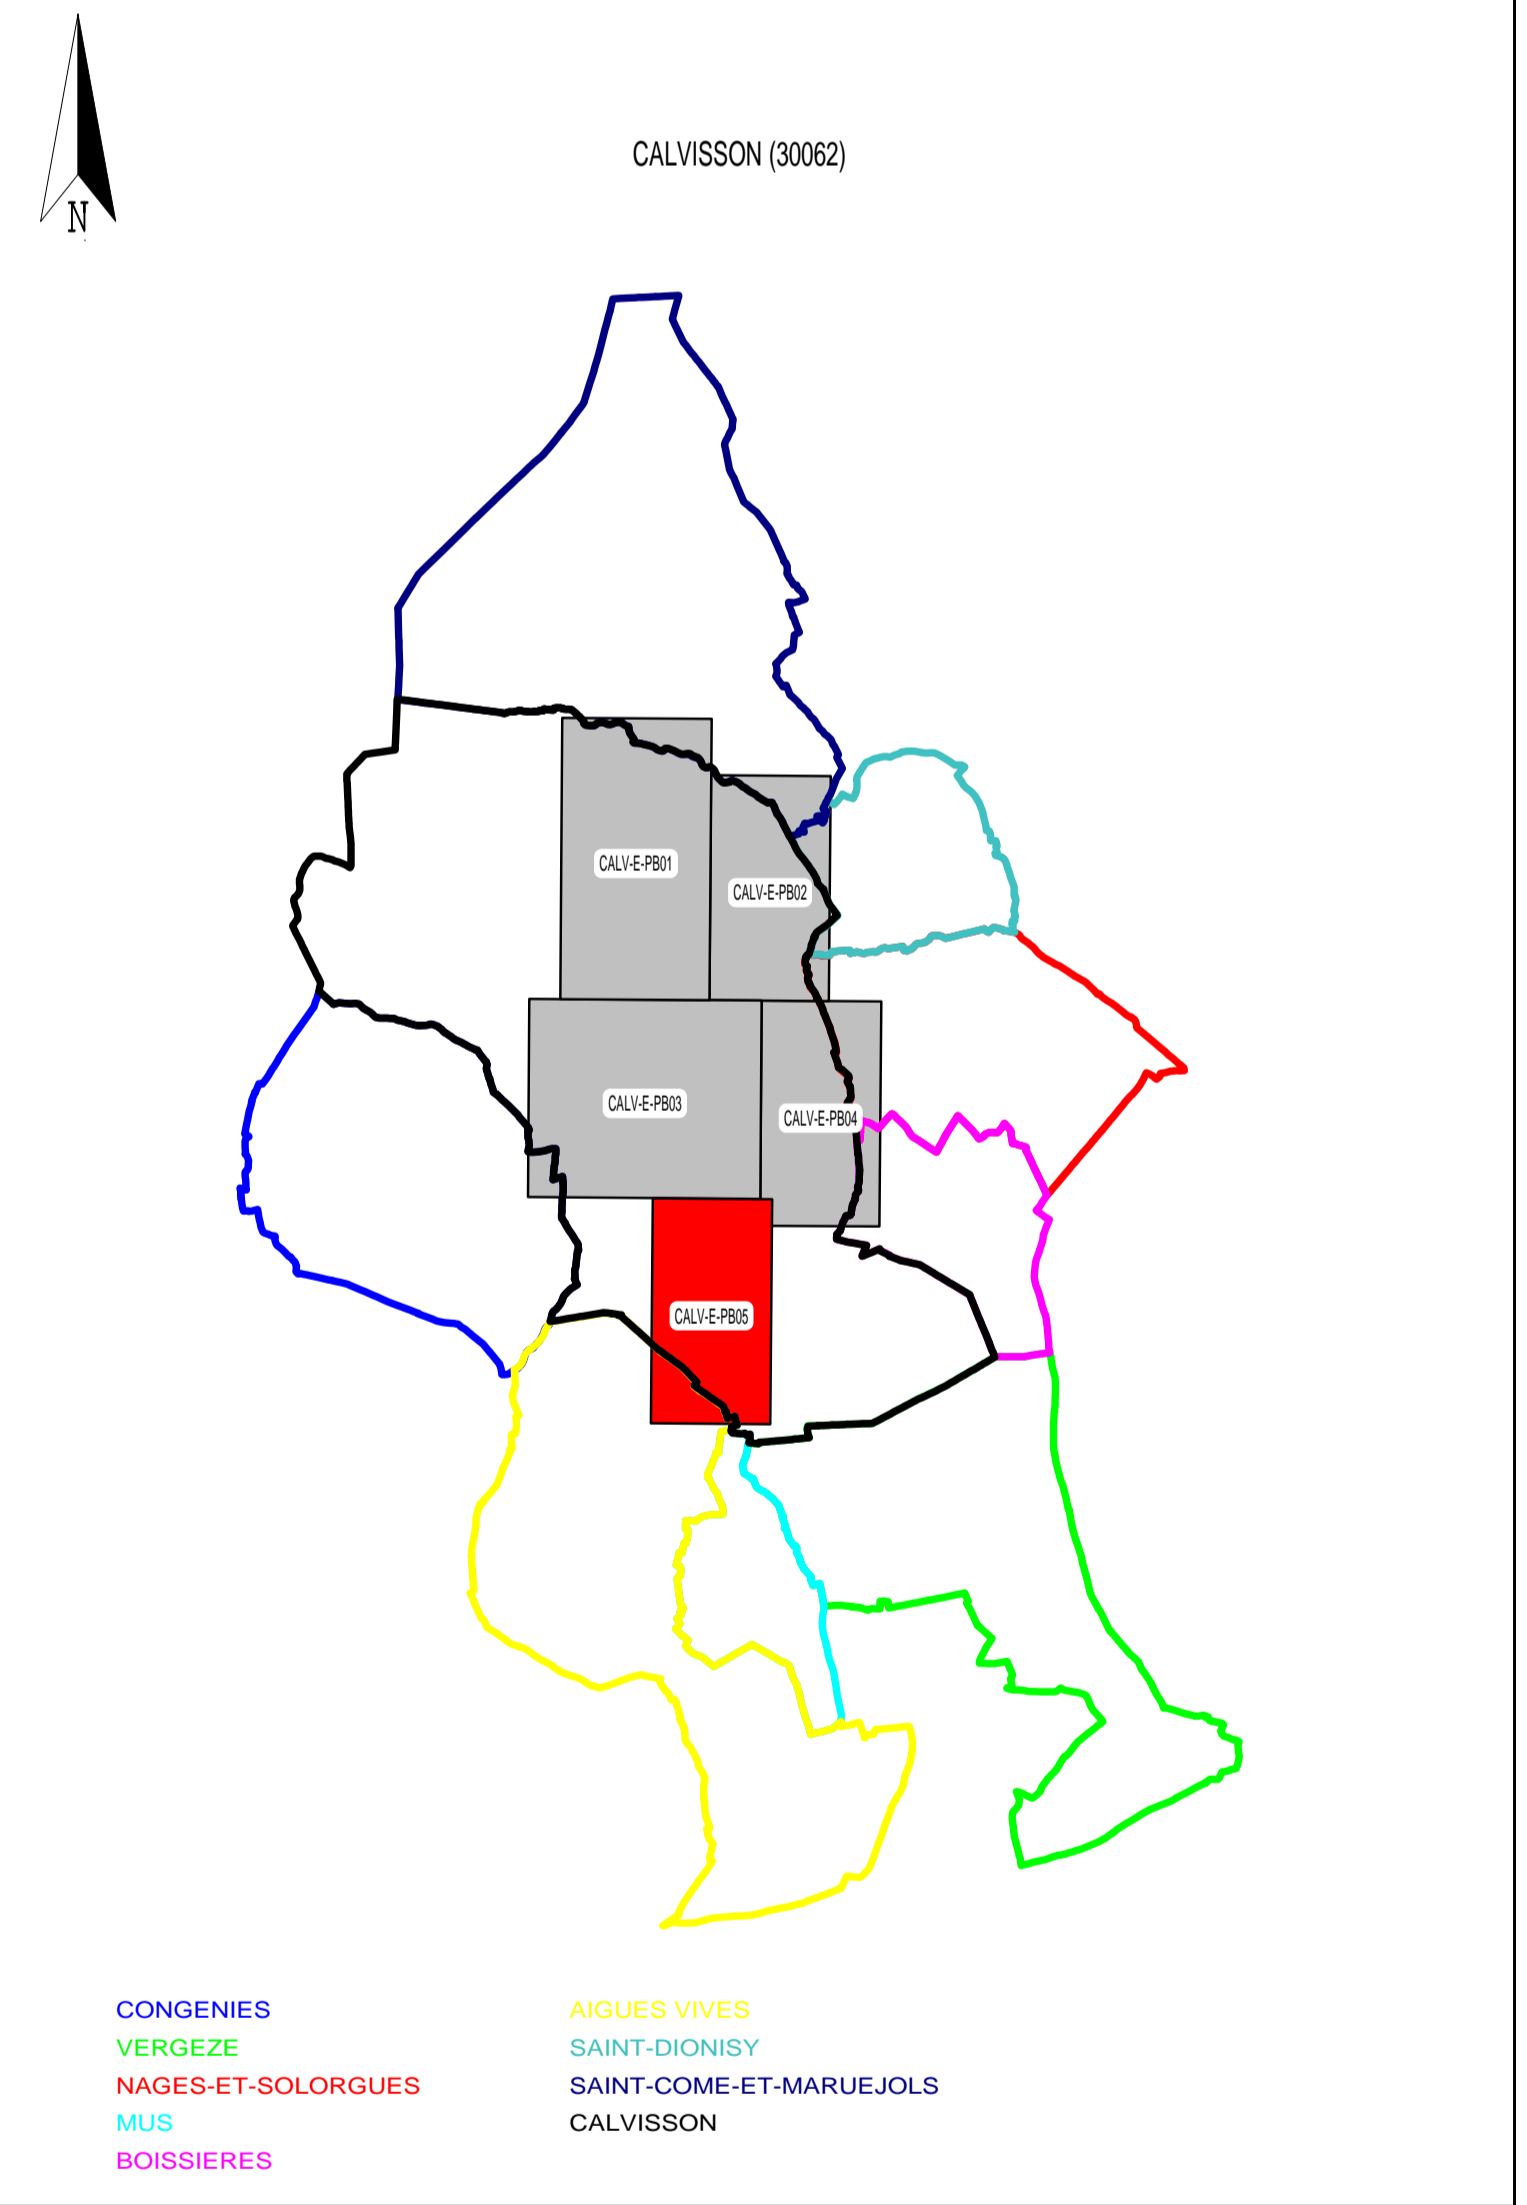 N
CALVISSON (30062)
CALV-E-PB01
CALV-E-PB02
CALV-E-PB03
CALV-E-PB04
CALV-E-PB05
CONGENIES
VERGEZE
NAGES-ET-SOLORGUES
MUS
BOISSIERES
AIGUES VIVES
SAINT-DIONISY
SAINT-COME-ET-MARUEJOLS
CALVISSON